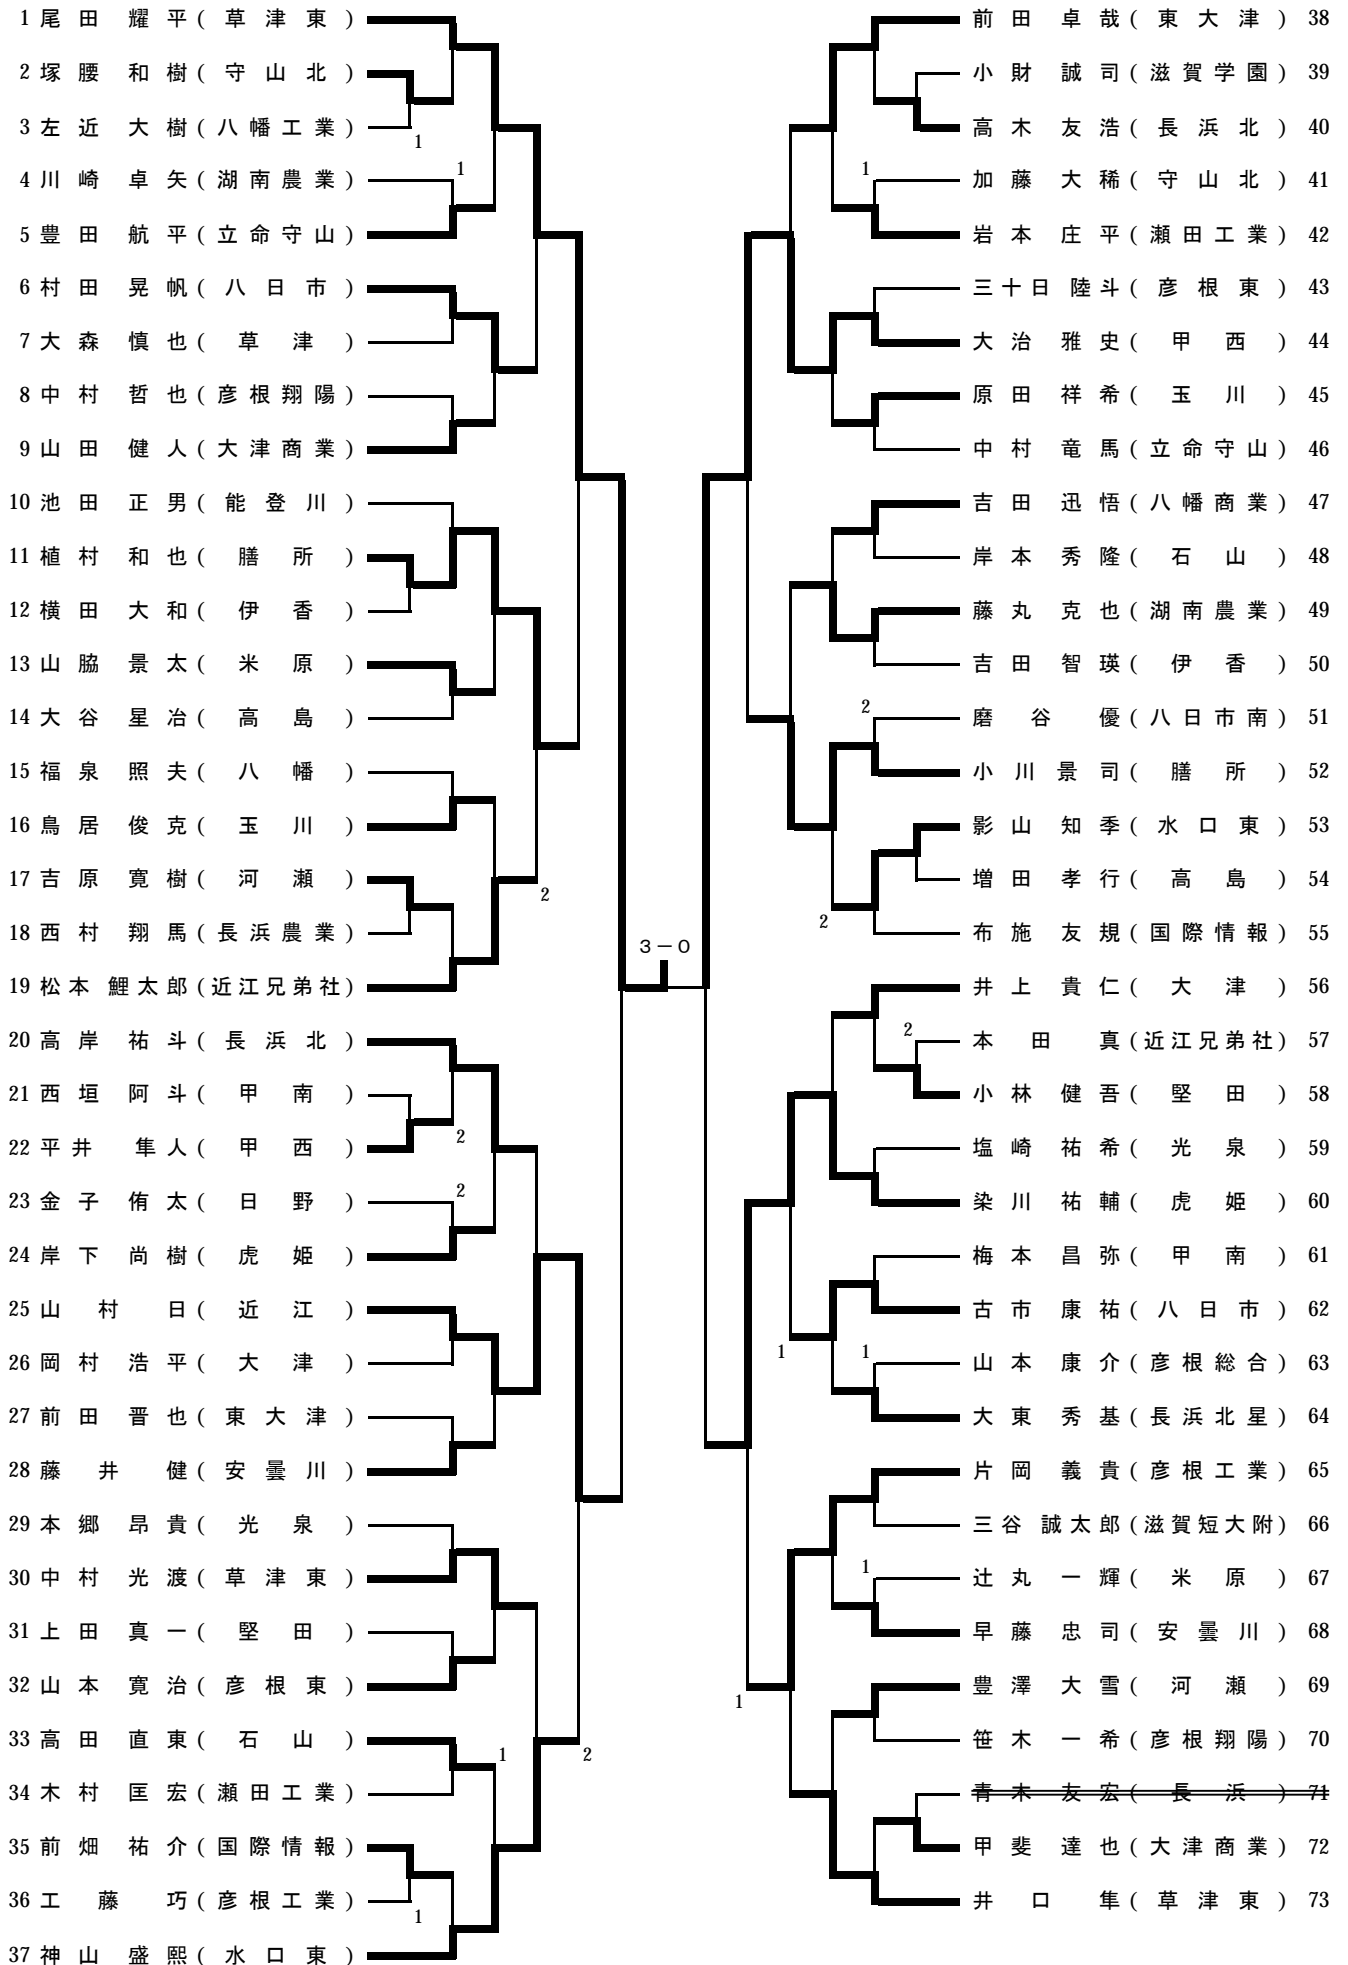 1 尾田 耀平 ( 草津東 )
2 塚腰 和樹 ( 守山北 )
3 左近 大樹 ( 八幡工業 )
1
1
4 川崎 卓矢 ( 湖南農業 )
5 豊田 航平 ( 立命守山 )
6 村田 晃帆 ( 八日市 )
7 大森 慎也 ( 草津 )
8 中村 哲也 ( 彦根翔陽 )
9 山田 健人 ( 大津商業 )
10 池田 正男 ( 能登川 )
11 植村 和也 ( 膳所 )
12 横田 大和 ( 伊香 )
13 山脇 景太 ( 米原 )
14 大谷 星冶 ( 高島 )
15 福泉 照夫 ( 八幡 )
16 鳥居 俊克 ( 玉川 )
17 吉原 寛樹 ( 河瀬 )
2
18 西村 翔馬 ( 長浜農業 )
19 松本 鯉太郎 ( 近江兄弟社 )
20 高岸 祐斗 ( 長浜北 )
21 西垣 阿斗 ( 甲南 )
2
22 平井 隼人 ( 甲西 )
2
23 金子 侑太 ( 日野 )
24 岸下 尚樹 ( 虎姫 )
25 山村 日 ( 近江 )
26 岡村 浩平 ( 大津 )
27 前田 晋也 ( 東大津 )
28 藤井 健 ( 安曇川 )
29 本郷 昂貴 ( 光泉 )
30 中村 光渡 ( 草津東 )
31 上田 真一 ( 堅田 )
32 山本 寛治 ( 彦根東 )
33 高田 直東 ( 石山 )
1
2
34 木村 匡宏 ( 瀬田工業 )
35 前畑 祐介 ( 国際情報 )
36 工藤 巧 ( 彦根工業 )
1
37 神山 盛熙 ( 水口東 )
3－0
前田 卓哉 ( 東大津 ) 38
小財 誠司 ( 滋賀学園 ) 39
高木 友浩 ( 長浜北 ) 40
1
加藤 大稀 ( 守山北 ) 41
岩本 庄平 ( 瀬田工業 ) 42
三十日 陸斗 ( 彦根東 ) 43
大治 雅史 ( 甲西 ) 44
原田 祥希 ( 玉川 ) 45
中村 竜馬 ( 立命守山 ) 46
吉田 迅悟 ( 八幡商業 ) 47
岸本 秀隆 ( 石山 ) 48
藤丸 克也 ( 湖南農業 ) 49
吉田 智瑛 ( 伊香 ) 50
2
磨谷 優 ( 八日市南 ) 51
小川 景司 ( 膳所 ) 52
影山 知季 ( 水口東 ) 53
増田 孝行 ( 高島 ) 54
2
布施 友規 ( 国際情報 ) 55
井上 貴仁 ( 大津 ) 56
2
本田 真 ( 近江兄弟社 ) 57
小林 健吾 ( 堅田 ) 58
塩崎 祐希 ( 光泉 ) 59
染川 祐輔 ( 虎姫 ) 60
梅本 昌弥 ( 甲南 ) 61
古市 康祐 ( 八日市 ) 62
1
1
山本 康介 ( 彦根総合 ) 63
大東 秀基 ( 長浜北星 ) 64
片岡 義貴 ( 彦根工業 ) 65
三谷 誠太郎 ( 滋賀短大附 ) 66
1
辻丸 一輝 ( 米原 ) 67
早藤 忠司 ( 安曇川 ) 68
豊澤 大雪 ( 河瀬 ) 69
1
笹木 一希 ( 彦根翔陽 ) 70
青木 友宏 ( 長浜 ) 71
甲斐 達也 ( 大津商業 ) 72
井口 隼 ( 草津東 ) 73